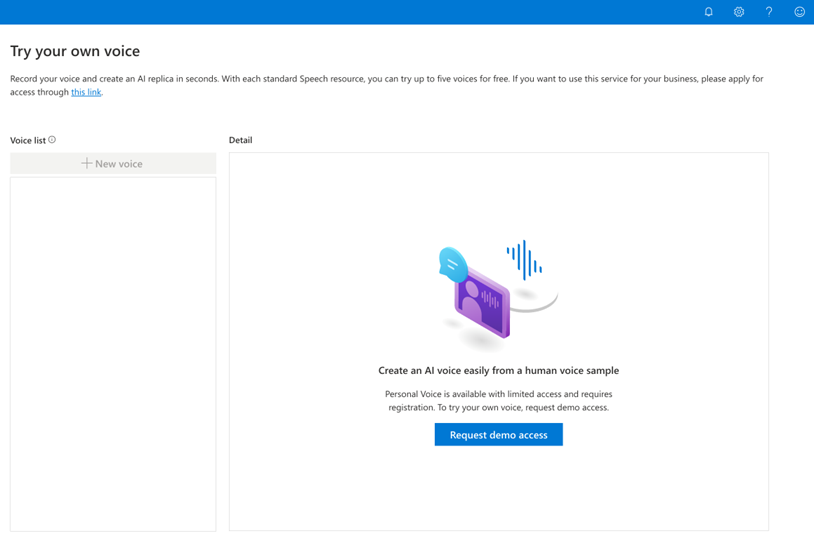 Try your own voice
Record your voice and create an AI replica in seconds. With each standard Speech resource, you can try up to five voices for free. If you want to use this service for your business, please apply for
access through this link.
Voice list
Detail
New voice
Create an AI voice easily from a human voice sample
Personal Voice is available with limited access and requires
registration. To try your own voice, request demo access.
Request demo access